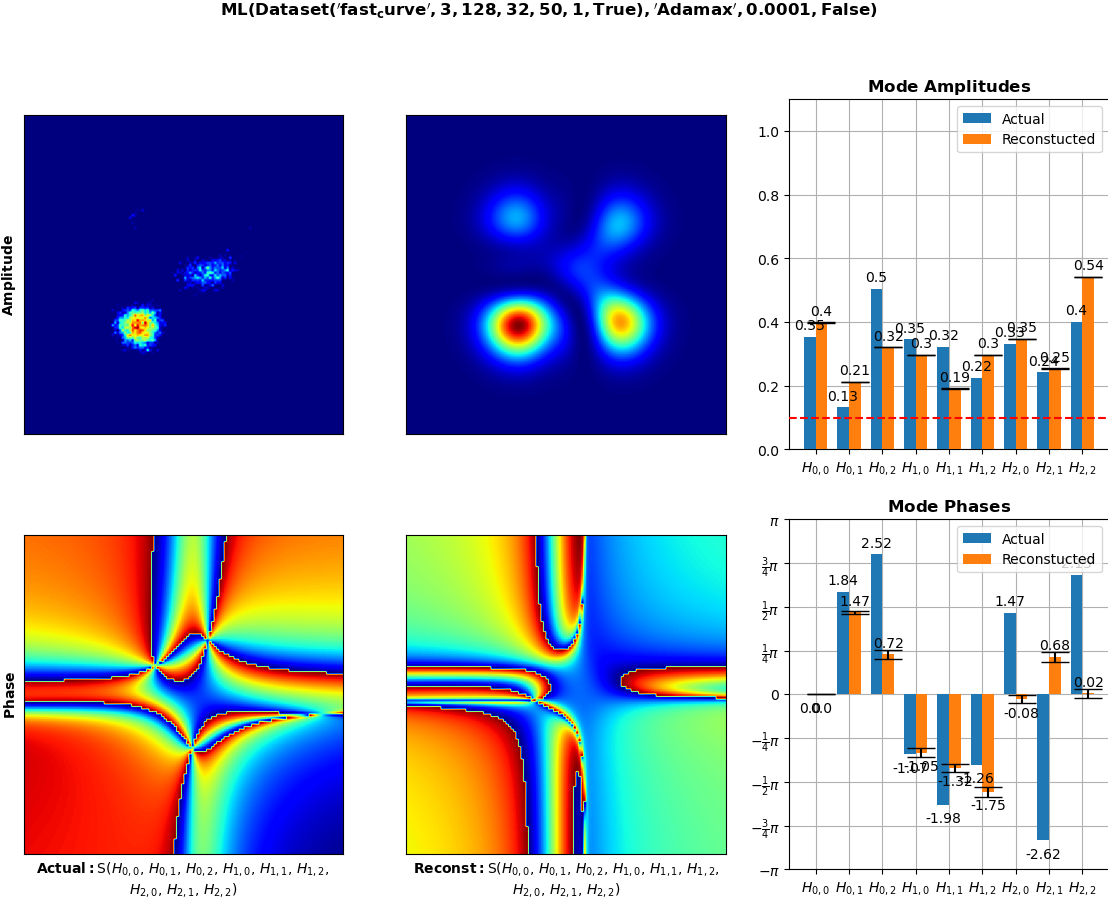 ML(Dataset('fast_curve', 3, 128, 32, 50, 1, True), 'Adamax', 0.0001, False)
Amplitude
Mode Amplitudes
Actual
Reconstucted
1.0
0.8
0.6
0.4
0.2
0.0
0.35 0.4 0.13 0.21 0.5 0.32 0.35 0.3 0.32 0.19 0.22 0.3 0.33 0.35 0.24 0.25 0.4 0.54
H0,0 H0,1 H0,2 H1,0 H1,1 H1,2 H2,0 H2,1 H2,2
Phase
Actual: S(H0,0, H0,1, H0,2, H1,0, H1,1, H1,2,
H2,0, H2,1, H2,2)
Reconst: S(H0,0, H0,1, H0,2, H1,0, H1,1, H1,2,
H2,0, H2,1, H2,2)
Mode Phases
Actual
Reconstucted
π
3/4π
1/2π
1/4π
0
−1/4π
−1/2π
−3/4π
−π
0.0 0.0 1.84 1.47 2.52 0.72 -1.07 -1.05 -1.98 -1.32 -1.26 -1.75 1.47 -0.08 -2.62 0.68 0.02
H0,0 H0,1 H0,2 H1,0 H1,1 H1,2 H2,0 H2,1 H2,2